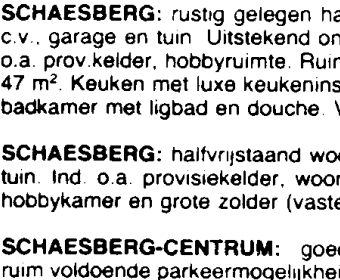 SCHAESBERG: rustig gelegen ha
c.v., garage en tuin Uitstekend on
o.a. prov.kelder, hobbyruimte. Ruin
47 m². Keuken met luxe keukenins
badkamer met ligbad en douche. V
SCHAESBERG: halfvrijstaand woo
tuin. Ind. o.a. provisiekelder, woor
hobbykamer en grote zolder (vaste
SCHAESBERG-CENTRUM: goed
ruim voldoende parkeermogelijkhei